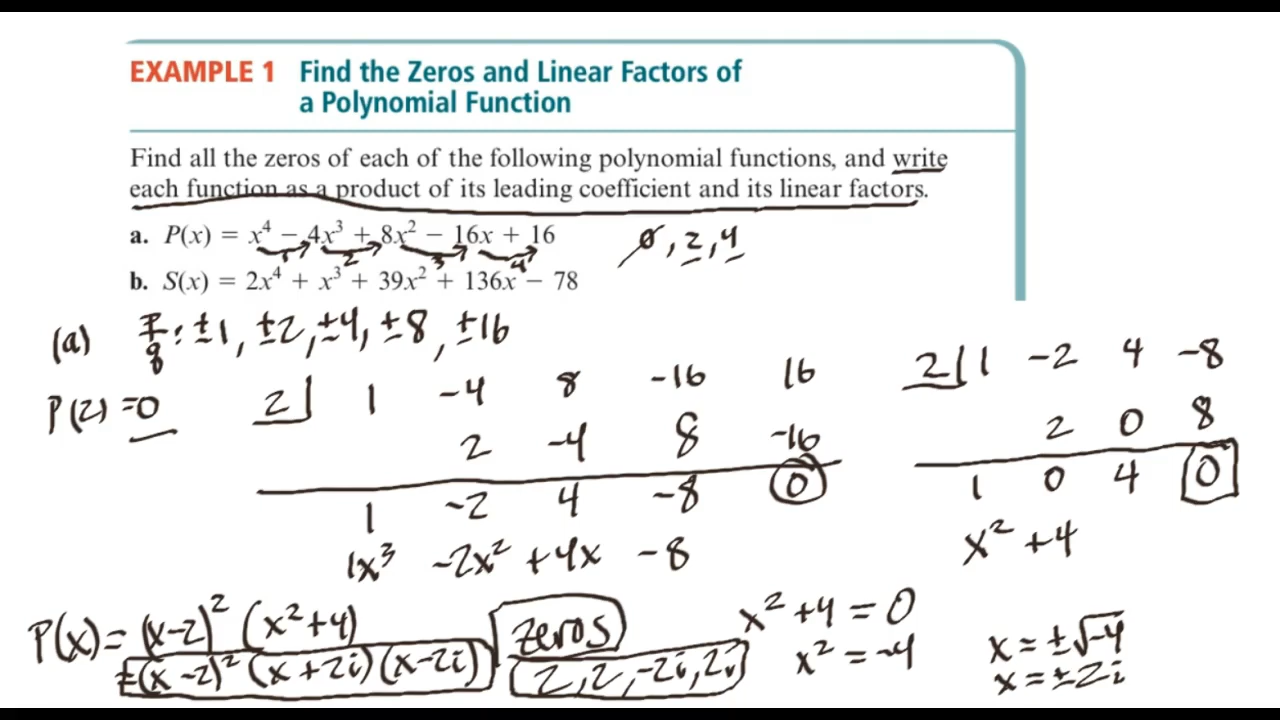 EXAMPLE 1 Find the Zeros and Linear Factors of
a Polynomial Function
Find all the zeros of each of the following polynomial functions, and write
each function as a product of its leading coefficient and its linear factors.
a. P(x) = x⁴ − 4x³ + 8x² − 16x + 16
1 2 3 4
0, 2, 4
b. S(x) = 2x⁴ + x³ + 39x² + 136x − 78
(a) p/q : ±1, ±2, ±4, ±8, ±16
P(2) = 0
2| 1 -4 8 -16 16
2 -4 8 -16
1 -2 4 -8 0
1x³ -2x² +4x -8
2| 1 -2 4 -8
2 0 8
1 0 4 0
x² + 4
P(x) = (x-2)² (x²+4)
= (x-2)² (x+2i)(x-2i)
zeros
2, 2, -2i, 2i
x² + 4 = 0
x² = -4
x = ±√-4
x = ±2i